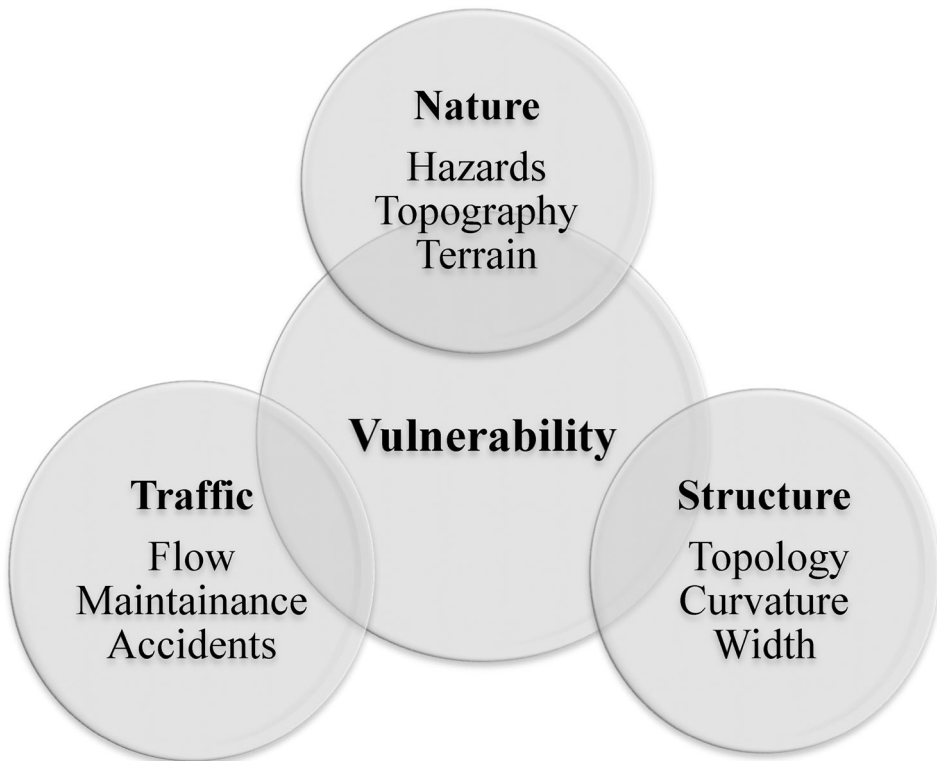 Nature
Hazards
Topography
Terrain
Vulnerability
Traffic
Flow
Maintainance
Accidents
Structure
Topology
Curvature
Width